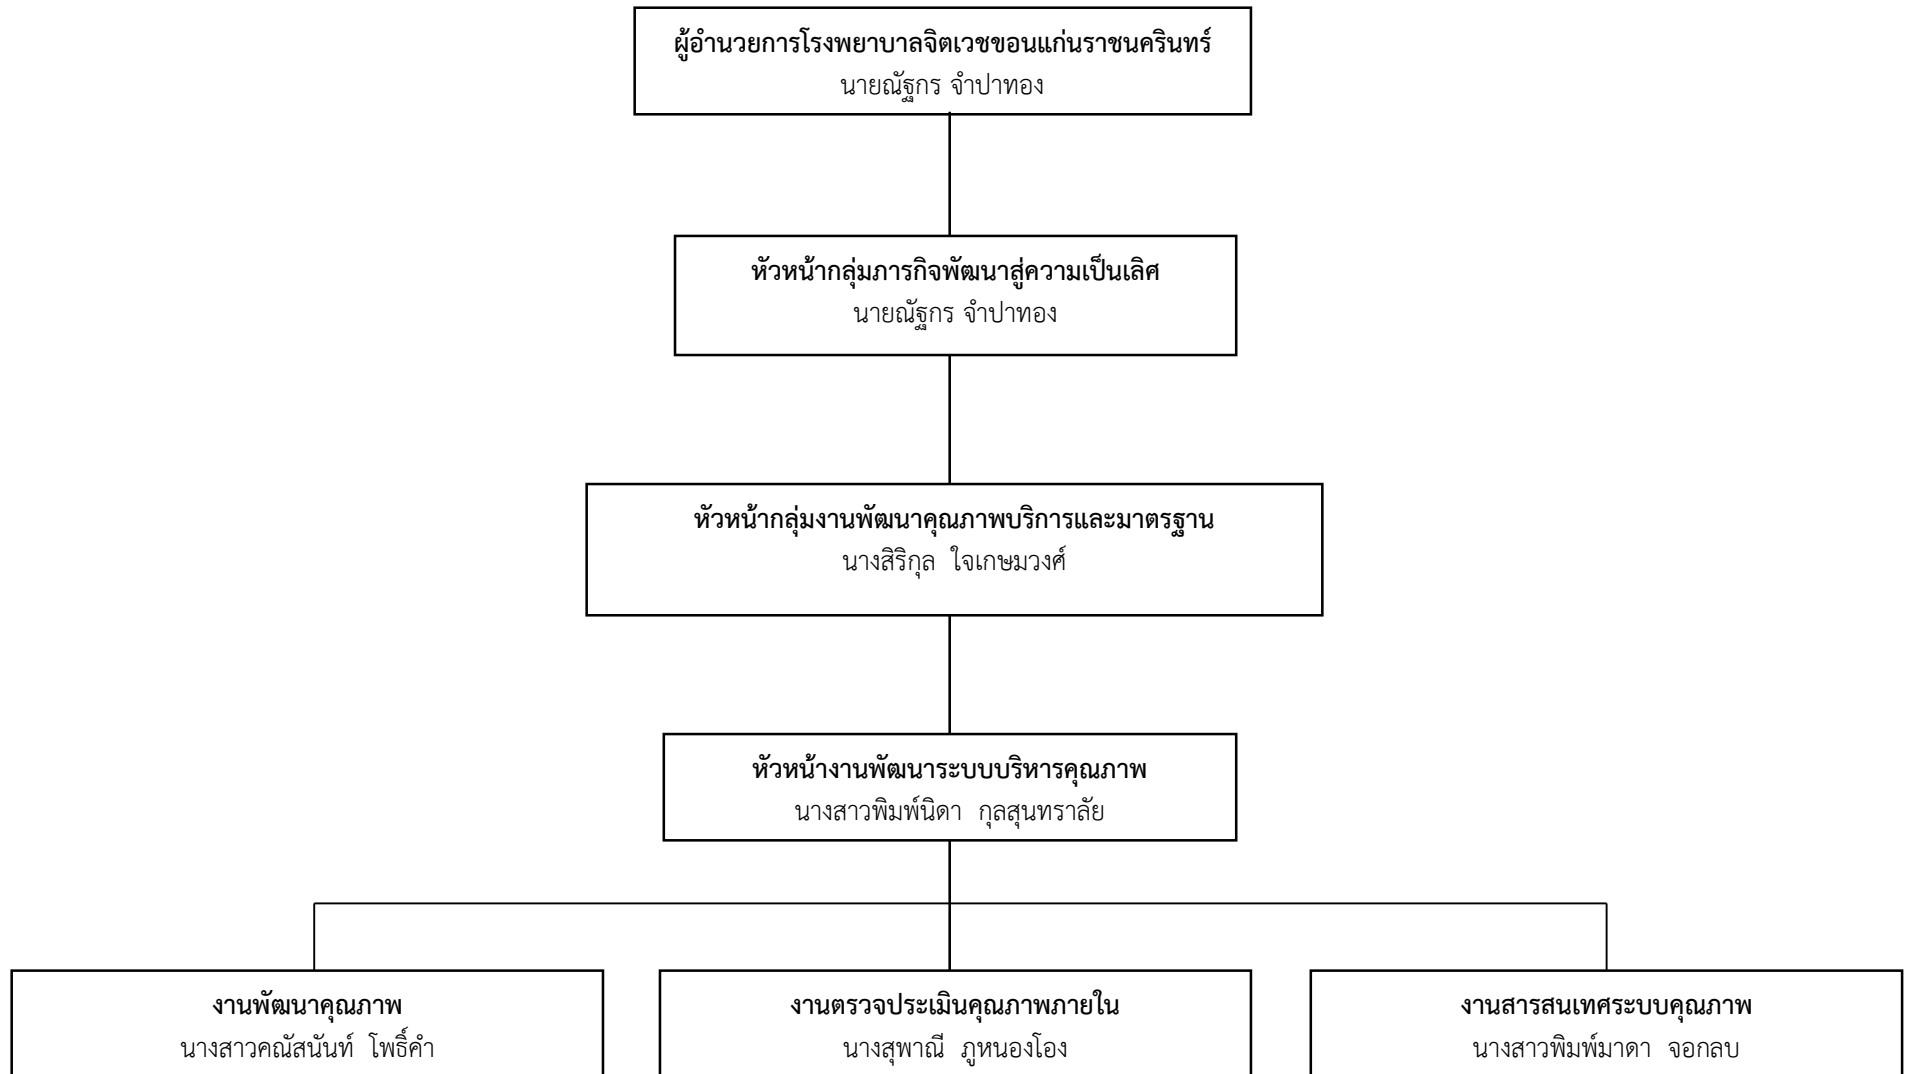 ผู้อำนวยการโรงพยาบาลจิตเวชขอนแก่นราชนครินทร์
นายณัฐกร จำปาทอง
หัวหน้ากลุ่มภารกิจพัฒนาสู่ความเป็นเลิศ
นายณัฐกร จำปาทอง
หัวหน้ากลุ่มงานพัฒนาคุณภาพบริการและมาตรฐาน
นางสิริกุล ใจเกษมวงศ์
หัวหน้างานพัฒนาระบบบริหารคุณภาพ
นางสาวพิมพ์นิดา กุลสุนทราลัย
งานพัฒนาคุณภาพ
นางสาวคณัสนันท์ โพธิ์คำ
งานตรวจประเมินคุณภาพภายใน
นางสุพาณี ภูหนองโอง
งานสารสนเทศระบบคุณภาพ
นางสาวพิมพ์มาดา จอกลบ